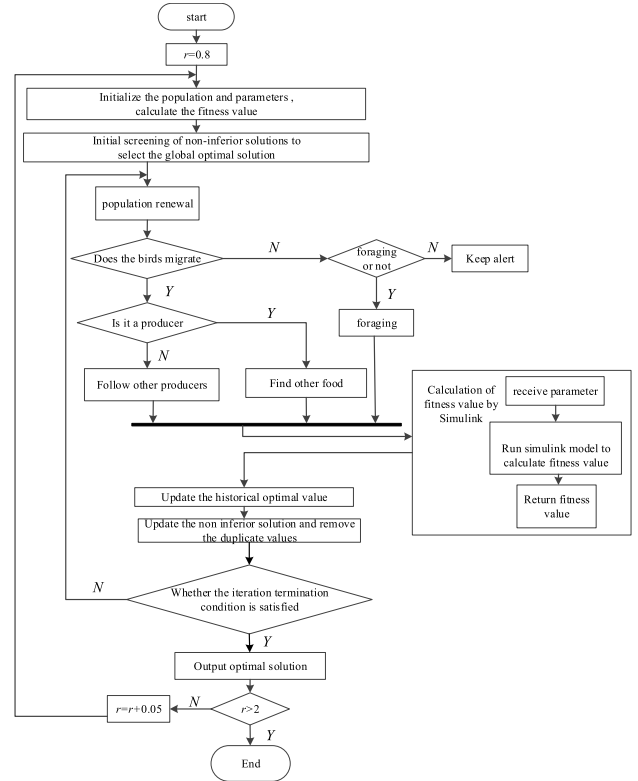 start
r=0.8
Initialize the population and parameters ,
calculate the fitness value
Initial screening of non-inferior solutions to
select the global optimal solution
population renewal
Does the birds migrate
N
foraging
or not
N
Keep alert
Y
Y
Is it a producer
Y
foraging
N
Follow other producers
Find other food
Calculation of
fitness value by
Simulink
receive parameter
Run simulink model to
calculate fitness value
Return fitness
value
Update the historical optimal value
Update the non inferior solution and remove
the duplicate values
N
Whether the iteration termination
condition is satisfied
Y
Output optimal solution
r=r+0.05
N
r>2
Y
End